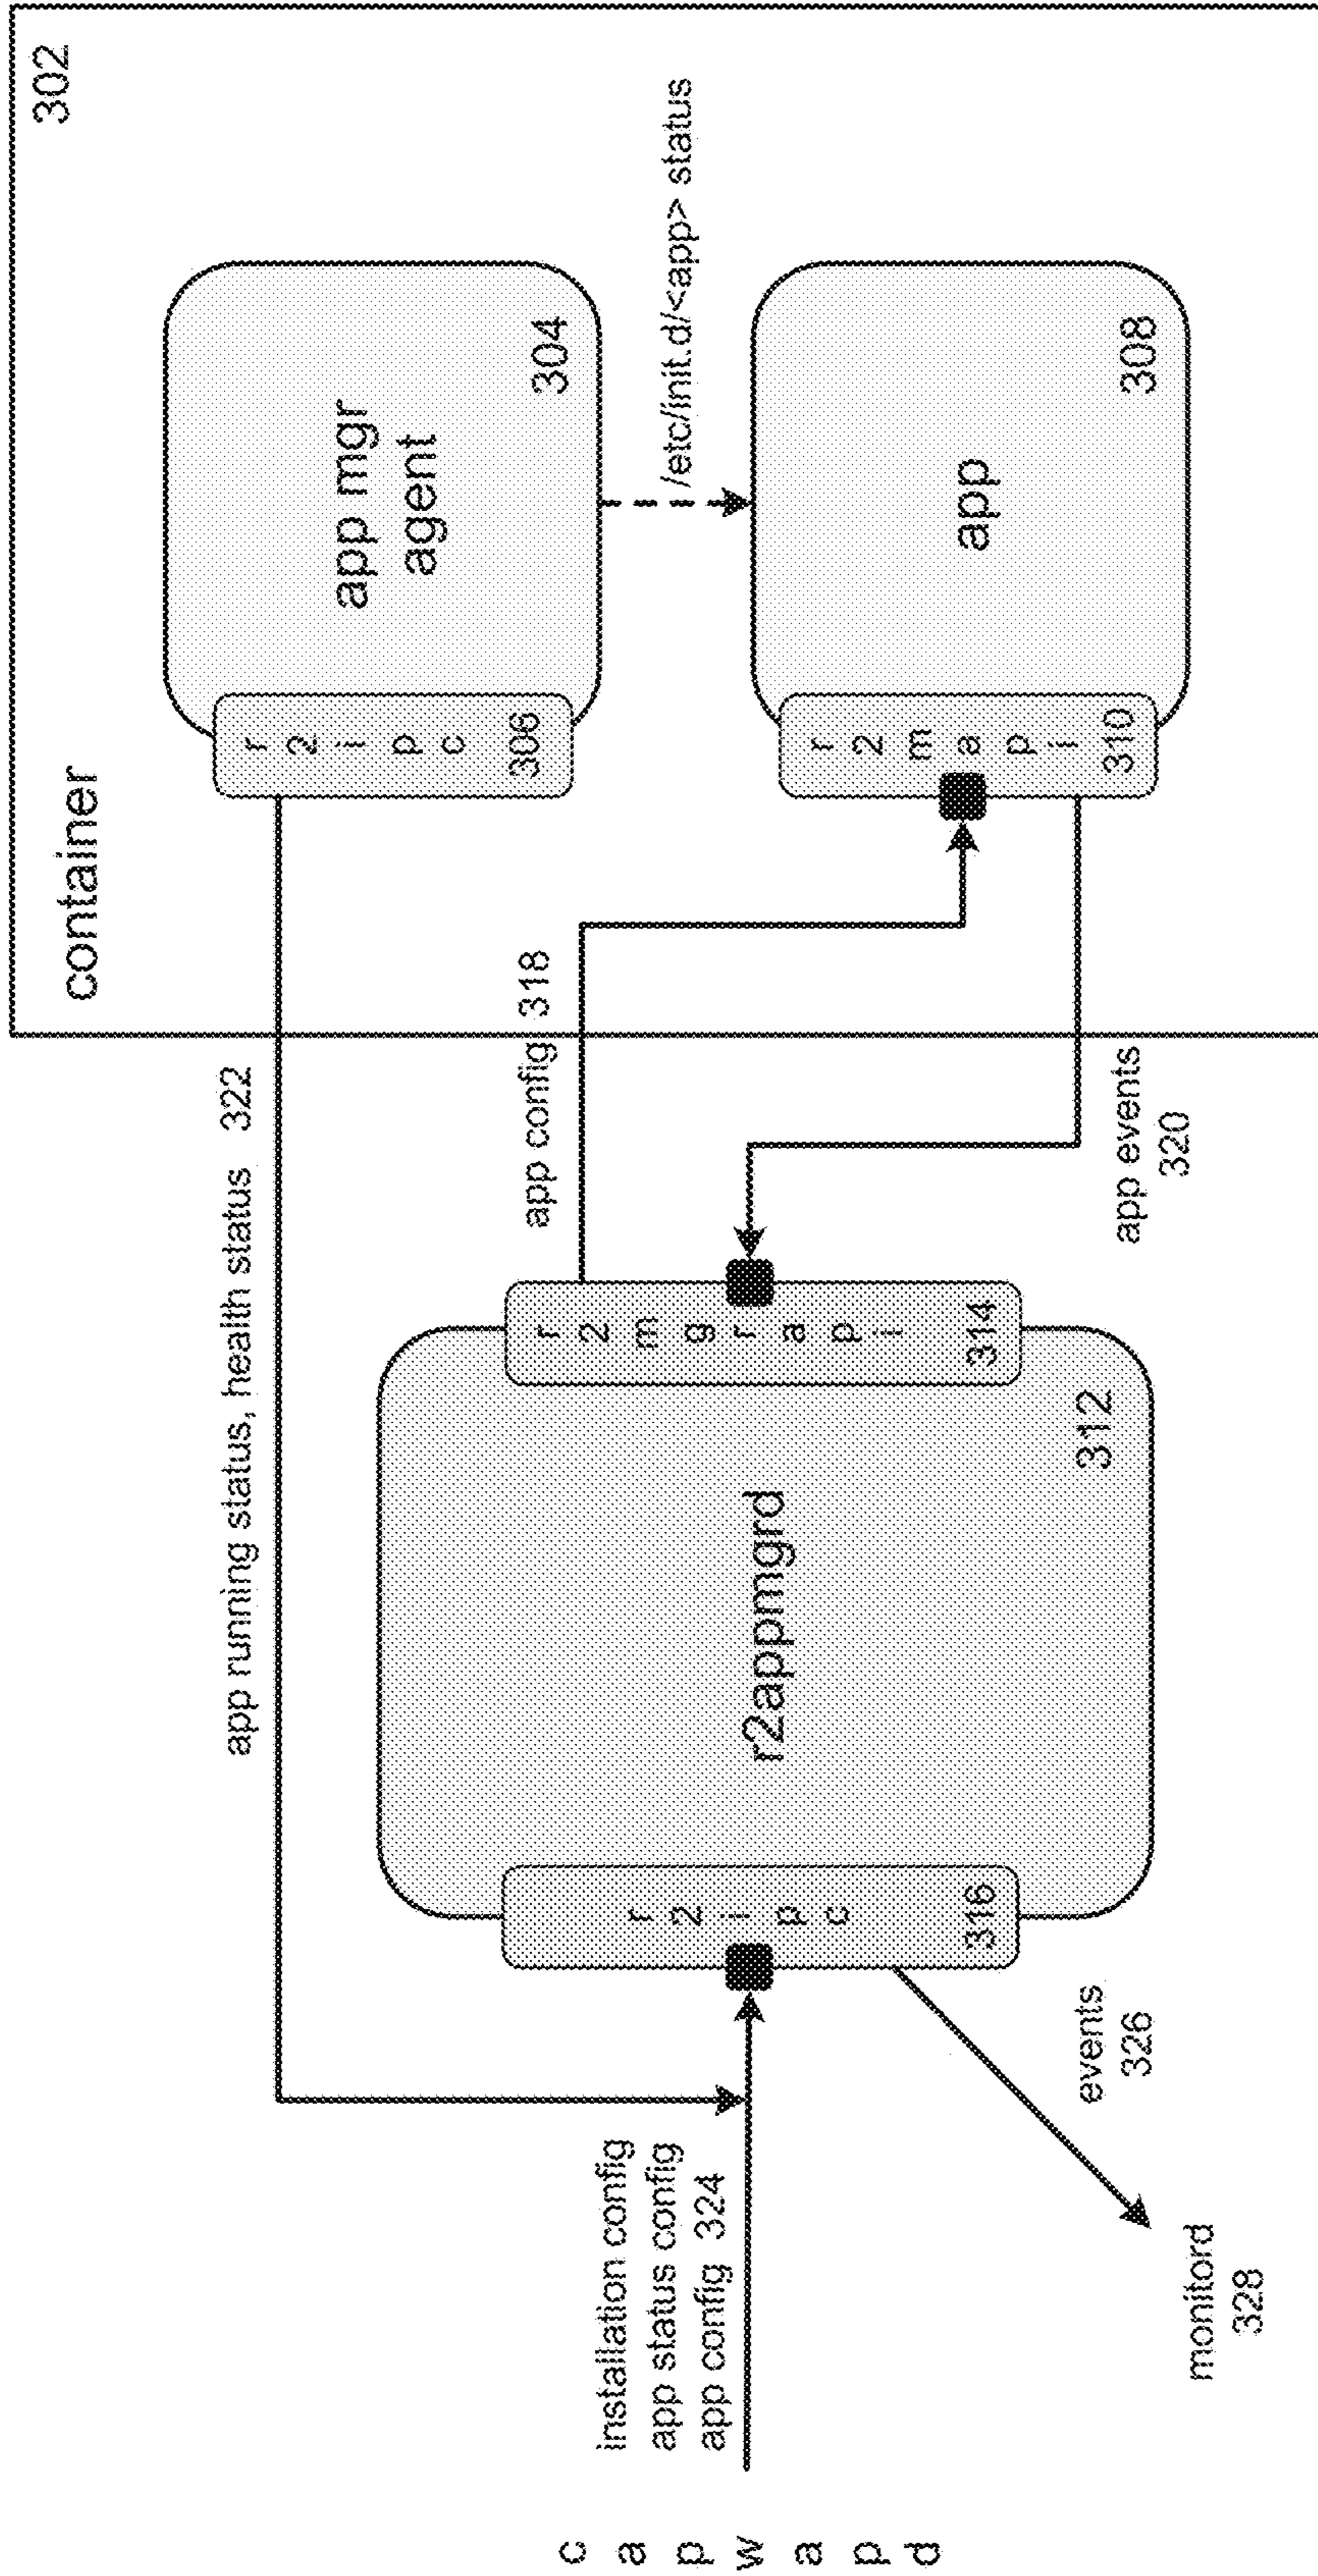 container
302
app mgr
agent
304
r2ipc
306
/etc/init.d/<app> status
app
308
r2mapi
310
app running status, health status 322
app config 318
app events
320
r2mgrapi
314
r2appmgrd
312
r2ipc
316
installation config
app status config
app config 324
events
326
monitord
328
capwapd